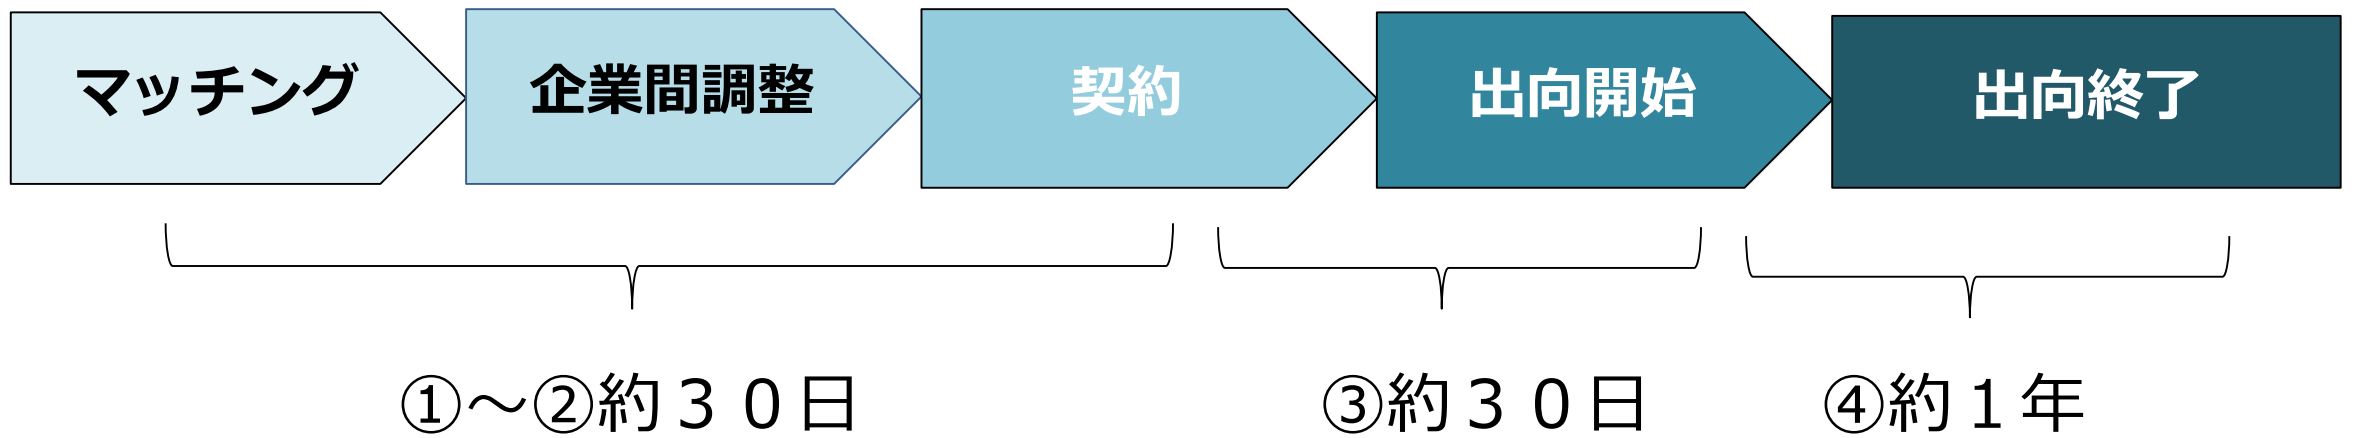 マッチング
企業間調整
契約
出向開始
出向終了
①～②約３０日
③約３０日
④約１年